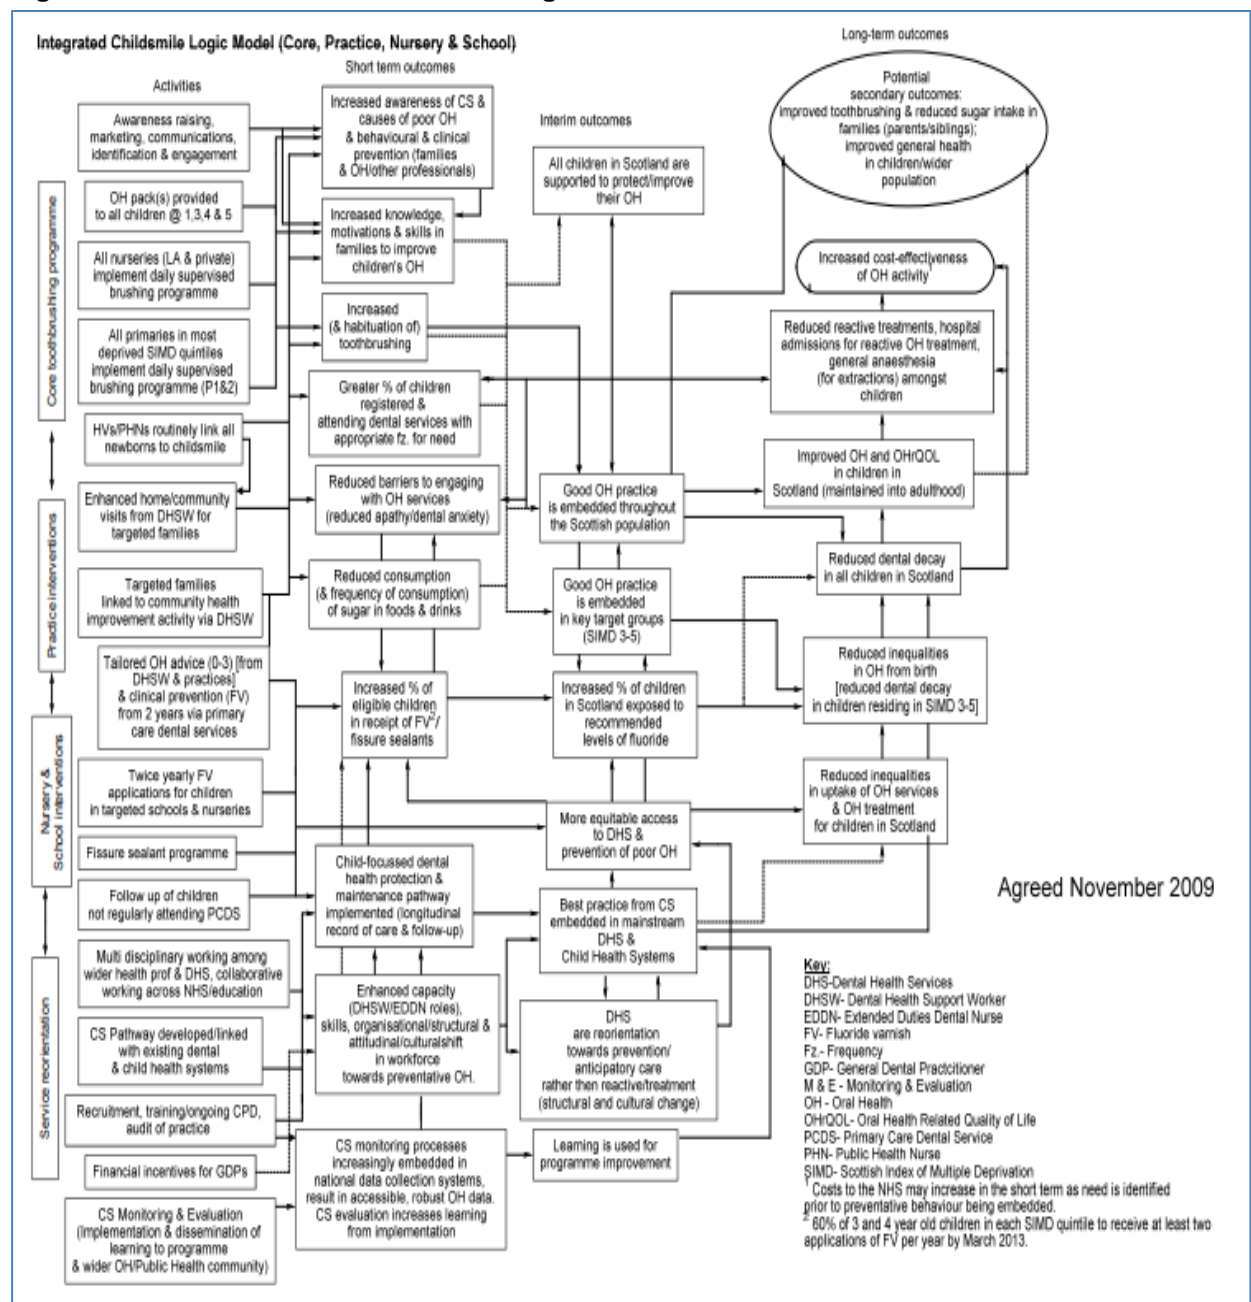 Integrated Childsmile Logic Model (Core, Practice, Nursery & School)
Activities
Short term outcomes
Interim outcomes
Long-term outcomes
Core toothbrushing programme
Practice interventions
Nursery &
School interventions
Service reorientation
Awareness raising,
marketing, communications,
identification & engagement
OH pack(s) provided
to all children @ 1,3,4 & 5
All nurseries (LA & private)
implement daily supervised
brushing programme
All primaries in most
deprived SIMD quintiles
implement daily supervised
brushing programme (P1&2)
HVs/PHNs routinely link all
newborns to childsmile
Enhanced home/community
visits from DHSW for
targeted families
Targeted families
linked to community health
improvement activity via DHSW
Tailored OH advice (0-3) [from
DHSW & practices]
& clinical prevention (FV)
from 2 years via primary
care dental services
Twice yearly FV
applications for children
in targeted schools & nurseries
Fissure sealant programme
Follow up of children
not regularly attending PCDS
Multi disciplinary working among
wider health prof & DHS, collaborative
working across NHS/education
CS Pathway developed/linked
with existing dental
& child health systems
Recruitment, training/ongoing CPD,
audit of practice
Financial incentives for GDPs
CS Monitoring & Evaluation
(Implementation & dissemination of
learning to programme
& wider OH/Public Health community)
Increased awareness of CS &
causes of poor OH
& behavioural & clinical
prevention (families
& OH/other professionals)
Increased knowledge,
motivations & skills in
families to improve
children's OH
Increased
(& habituation of)
toothbrushing
Greater % of children
registered &
attending dental services with
appropriate fz. for need
Reduced barriers to engaging
with OH services
(reduced apathy/dental anxiety)
Reduced consumption
(& frequency of consumption)
of sugar in foods & drinks
Increased % of
eligible children
in receipt of FV2/
fissure sealants
Child-focussed dental
health protection &
maintenance pathway
implemented (longitudinal
record of care & follow-up)
Enhanced capacity
(DHSW/EDDN roles),
skills, organisational/structural &
attitudinal/culturalshift
in workforce
towards preventative OH.
CS monitoring processes
increasingly embedded in
national data collection systems,
result in accessible, robust OH data.
CS evaluation increases learning
from implementation
All children in Scotland are
supported to protect/improve
their OH
Good OH practice
is embedded throughout
the Scottish population
Good OH practice
is embedded
in key target groups
(SIMD 3-5)
Increased % of children
in Scotland exposed to
recommended
levels of fluoride
More equitable access
to DHS &
prevention of poor OH
Best practice from CS
embedded in mainstream
DHS &
Child Health Systems
DHS
are reorientation
towards prevention/
anticipatory care
rather then reactive/treatment
(structural and cultural change)
Learning is used for
programme improvement
Potential
secondary outcomes:
improved toothbrushing & reduced sugar intake in
families (parents/siblings);
improved general health
in children/wider
population
Increased cost-effectiveness
of OH activity1
Reduced reactive treatments, hospital
admissions for reactive OH treatment,
general anaesthesia
(for extractions) amongst
children
Improved OH and OHrQOL
in children in
Scotland (maintained into adulthood)
Reduced dental decay
in all children in Scotland
Reduced inequalities
in OH from birth
[reduced dental decay
in children residing in SIMD 3-5]
Reduced inequalities
in uptake of OH services
& OH treatment
for children in Scotland
Agreed November 2009
Key:
DHS-Dental Health Services
DHSW- Dental Health Support Worker
EDDN- Extended Duties Dental Nurse
FV- Fluoride varnish
Fz.- Frequency
GDP- General Dental Practcitioner
M & E - Monitoring & Evaluation
OH - Oral Health
OHrQOL- Oral Health Related Quality of Life
PCDS- Primary Care Dental Service
PHN- Public Health Nurse
SIMD- Scottish Index of Multiple Deprivation
1 Costs to the NHS may increase in the short term as need is identified
prior to preventative behaviour being embedded.
2 60% of 3 and 4 year old children in each SIMD quintile to receive at least two
applications of FV per year by March 2013.